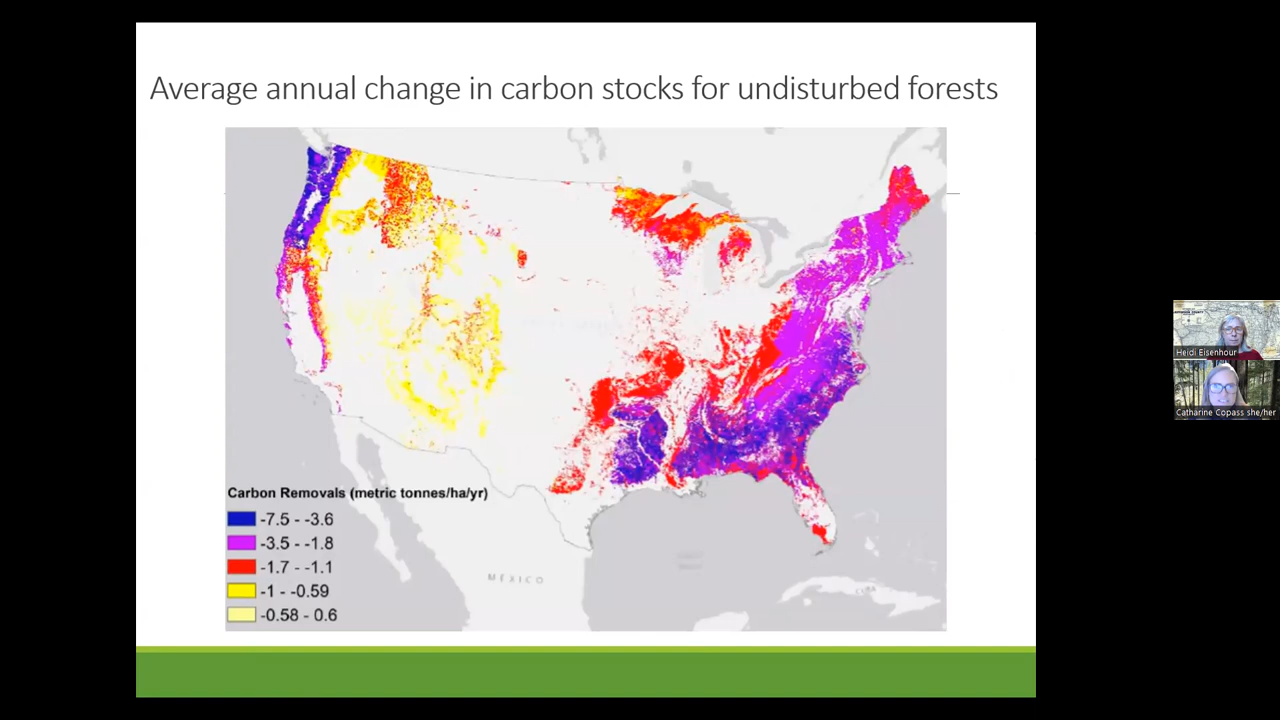 Average annual change in carbon stocks for undisturbed forests
Carbon Removals (metric tonnes/ha/yr)
-7.5 - -3.6
-3.5 - -1.8
-1.7 - -1.1
-1 - -0.59
-0.58 - 0.6
MEXICO
CUBA
Heidi Eisenhour
Catharine Copass she/her